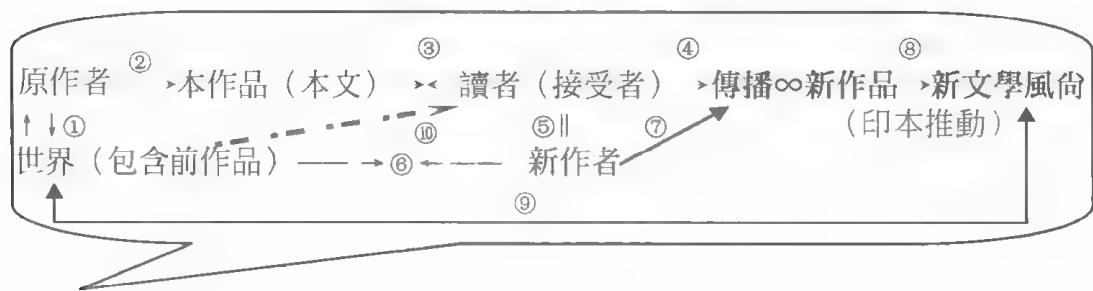 ② ③ ④ ⑧
原作者 →本作品（本文）→← 讀者（接受者）→傳播∞新作品 →新文學風尚
↑ ↓ ① ⑩ ⑤॥ ⑦ （印本推動）
世界（包含前作品）—— →⑥←—— 新作者
⑨